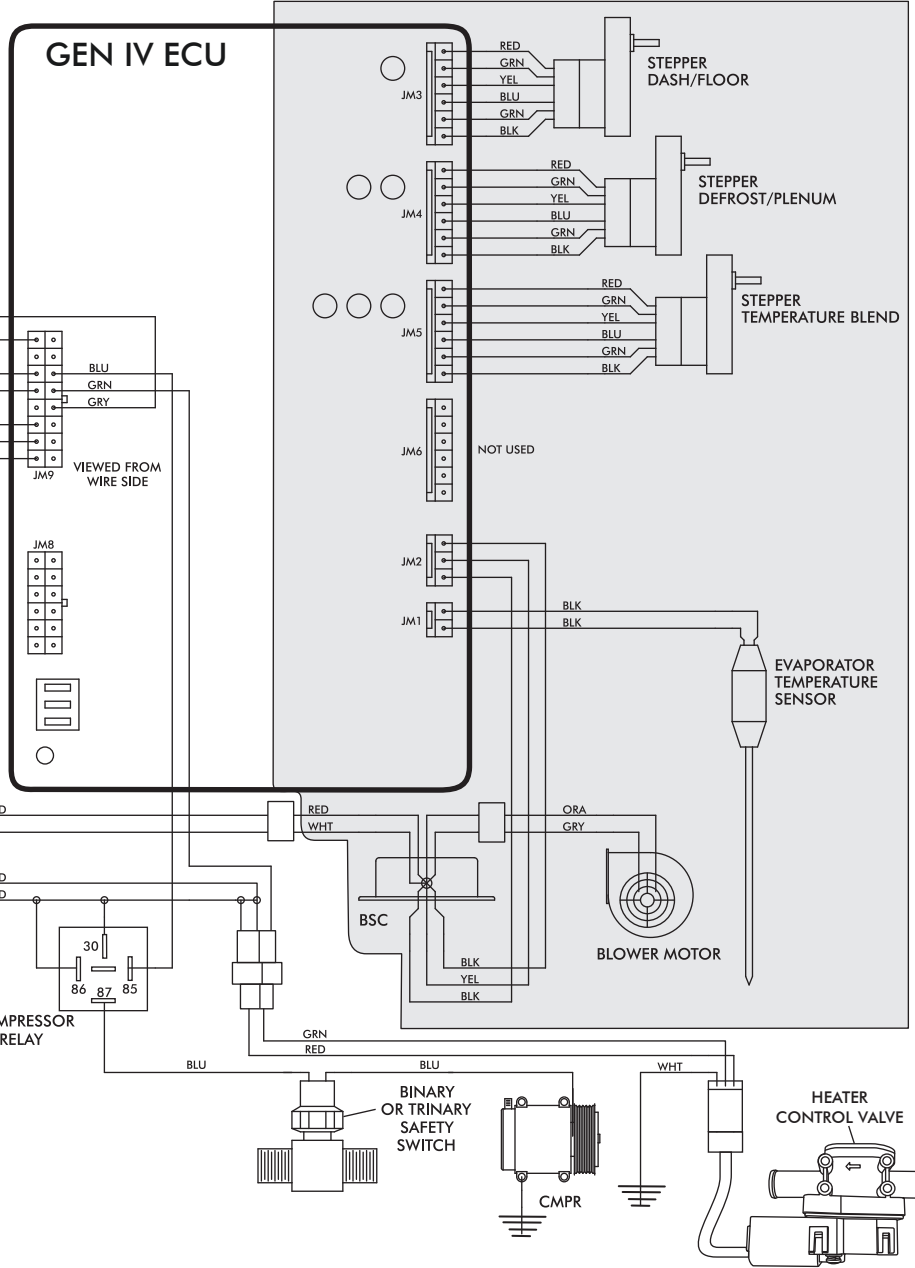 GEN IV ECU
JM3
RED
GRN
YEL
BLU
GRN
BLK
STEPPER
DASH/FLOOR
JM4
RED
GRN
YEL
BLU
GRN
BLK
STEPPER
DEFROST/PLENUM
JM5
RED
GRN
YEL
BLU
GRN
BLK
STEPPER
TEMPERATURE BLEND
BLU
GRN
GRY
JM9
VIEWED FROM
WIRE SIDE
JM6
NOT USED
JM8
JM2
JM1
BLK
BLK
EVAPORATOR
TEMPERATURE
SENSOR
D
RED
WHT
ORA
GRY
D
D
BSC
BLOWER MOTOR
30
86
87
85
BLK
YEL
BLK
MPRESSOR
RELAY
GRN
RED
BLU
BLU
WHT
BINARY
OR TRINARY
SAFETY
SWITCH
CMPR
HEATER
CONTROL VALVE